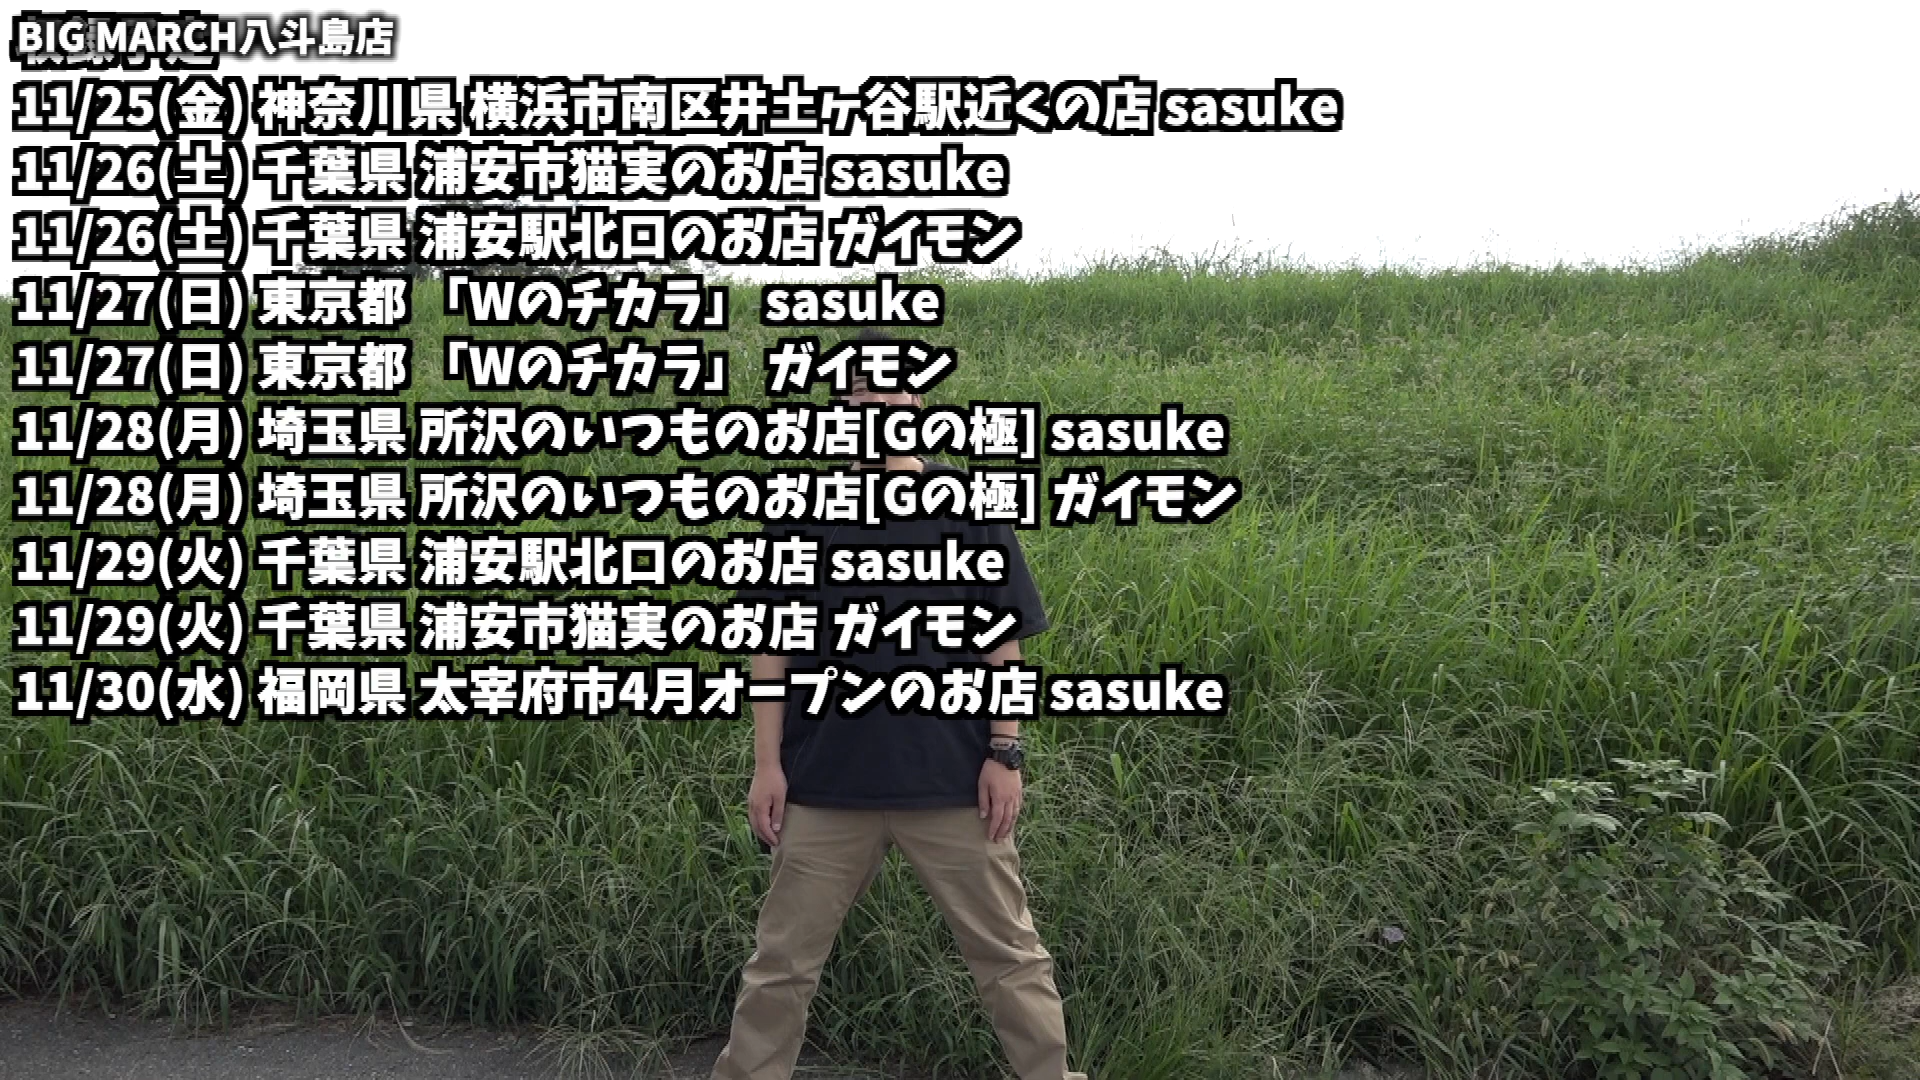 BIG MARCH八斗島店
11/25(金) 神奈川県 横浜市南区井土ヶ谷駅近くの店 sasuke
11/26(土) 千葉県 浦安市猫実のお店 sasuke
11/26(土) 千葉県 浦安駅北口のお店 ガイモン
11/27(日) 東京都 「Wのチカラ」 sasuke
11/27(日) 東京都 「Wのチカラ」 ガイモン
11/28(月) 埼玉県 所沢のいつものお店[Gの極] sasuke
11/28(月) 埼玉県 所沢のいつものお店[Gの極] ガイモン
11/29(火) 千葉県 浦安駅北口のお店 sasuke
11/29(火) 千葉県 浦安市猫実のお店 ガイモン
11/30(水) 福岡県 太宰府市4月オープンのお店 sasuke